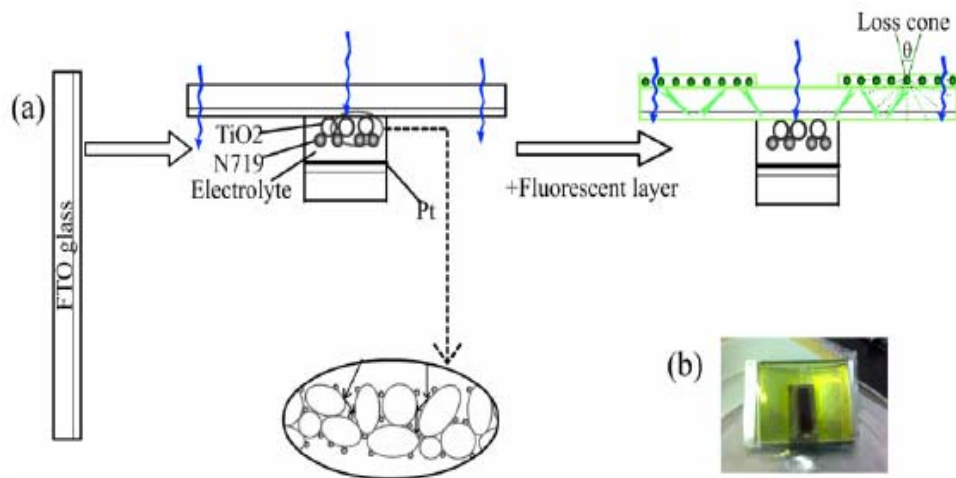 (a)
FTO glass
TiO2
N719
Electrolyte
Pt
+Fluorescent layer
Loss cone
θ
(b)